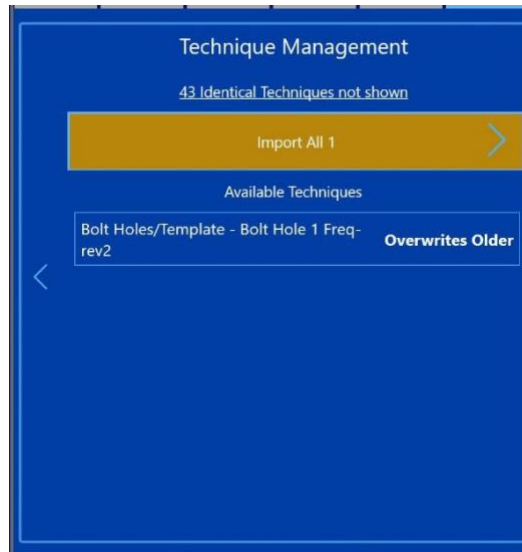 Technique Management
43 Identical Techniques not shown
Import All 1
Available Techniques
Bolt Holes/Template - Bolt Hole 1 Freq-
rev2
Overwrites Older